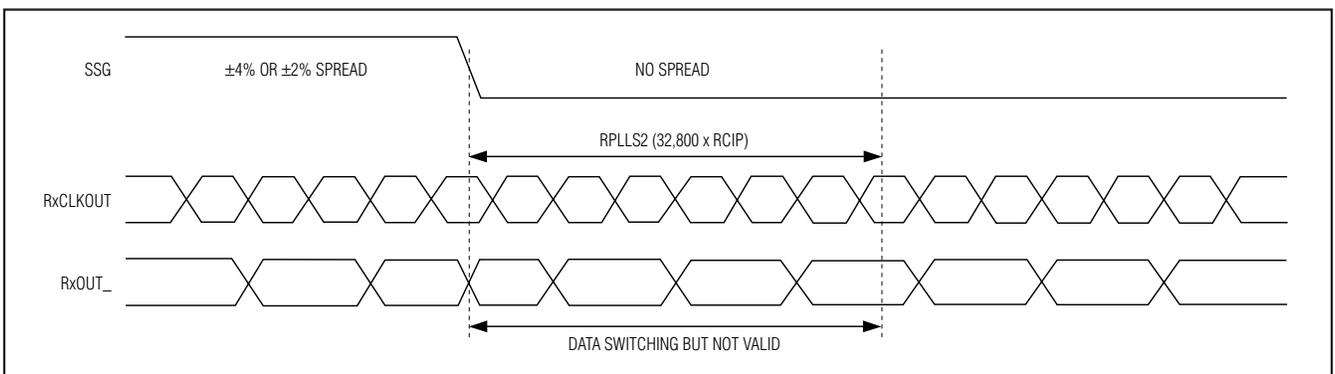 SSG
±4% OR ±2% SPREAD
NO SPREAD
RPLLS2 (32,800 x RCIP)
RxCLKOUT
RxOUT_
DATA SWITCHING BUT NOT VALID